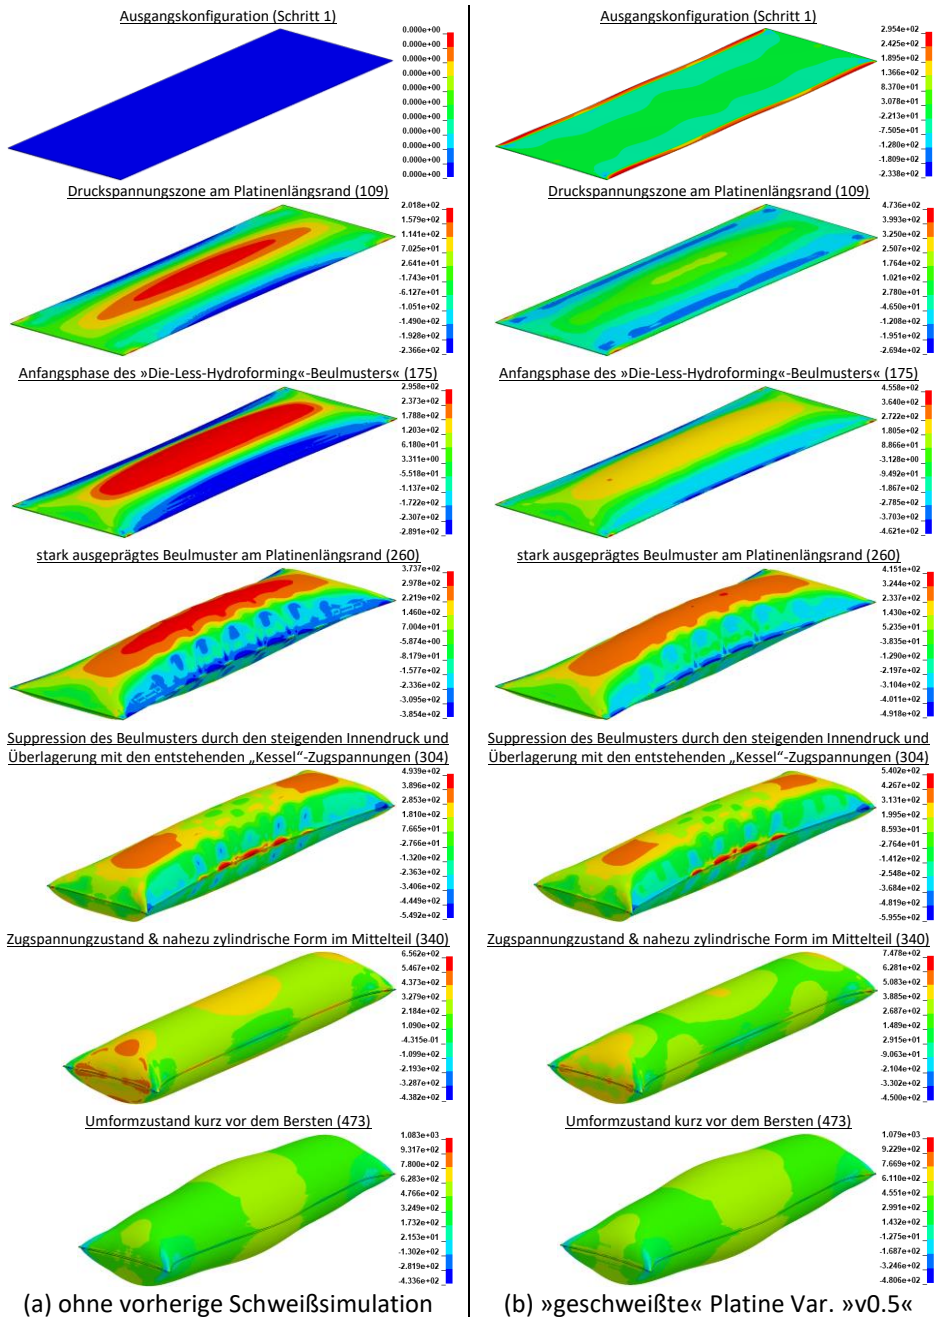 Ausgangskonfiguration (Schritt 1)
0.000e+00
0.000e+00
0.000e+00
0.000e+00
0.000e+00
0.000e+00
0.000e+00
0.000e+00
0.000e+00
0.000e+00
0.000e+00
Druckspannungszone am Platinenlängsrand (109)
2.018e+02
1.579e+02
1.141e+02
7.025e+01
2.641e+01
-1.743e+01
-6.127e+01
-1.051e+02
-1.490e+02
-1.928e+02
-2.366e+02
Anfangsphase des »Die-Less-Hydroforming«-Beulmusters« (175)
2.958e+02
2.373e+02
1.788e+02
1.203e+02
6.180e+01
3.311e+00
-5.518e+01
-1.137e+02
-1.722e+02
-2.307e+02
-2.891e+02
stark ausgeprägtes Beulmuster am Platinenlängsrand (260)
3.737e+02
2.978e+02
2.219e+02
1.460e+02
7.004e+01
-5.874e+00
-8.179e+01
-1.577e+02
-2.336e+02
-3.095e+02
-3.854e+02
Suppression des Beulmusters durch den steigenden Innendruck und
Überlagerung mit den entstehenden „Kessel“-Zugspannungen (304)
4.939e+02
3.896e+02
2.853e+02
1.810e+02
7.665e+01
-2.766e+01
-1.320e+02
-2.363e+02
-3.406e+02
-4.449e+02
-5.492e+02
Zugspannungzustand & nahezu zylindrische Form im Mittelteil (340)
6.562e+02
5.467e+02
4.373e+02
3.279e+02
2.184e+02
1.090e+02
-4.315e-01
-1.099e+02
-2.193e+02
-3.287e+02
-4.382e+02
Umformzustand kurz vor dem Bersten (473)
1.083e+03
9.317e+02
7.800e+02
6.283e+02
4.766e+02
3.249e+02
1.732e+02
2.153e+01
-1.302e+02
-2.819e+02
-4.336e+02
(a) ohne vorherige Schweißsimulation
Ausgangskonfiguration (Schritt 1)
2.954e+02
2.425e+02
1.895e+02
1.366e+02
8.370e+01
3.078e+01
-2.213e+01
-7.505e+01
-1.280e+02
-1.809e+02
-2.338e+02
Druckspannungszone am Platinenlängsrand (109)
4.736e+02
3.993e+02
3.250e+02
2.507e+02
1.764e+02
1.021e+02
2.780e+01
-4.650e+01
-1.208e+02
-1.951e+02
-2.694e+02
Anfangsphase des »Die-Less-Hydroforming«-Beulmusters« (175)
4.558e+02
3.640e+02
2.722e+02
1.805e+02
8.866e+01
-3.128e+00
-9.492e+01
-1.867e+02
-2.785e+02
-3.703e+02
-4.621e+02
stark ausgeprägtes Beulmuster am Platinenlängsrand (260)
4.151e+02
3.244e+02
2.337e+02
1.430e+02
5.235e+01
-3.835e+01
-1.290e+02
-2.197e+02
-3.104e+02
-4.011e+02
-4.918e+02
Suppression des Beulmusters durch den steigenden Innendruck und
Überlagerung mit den entstehenden „Kessel“-Zugspannungen (304)
5.402e+02
4.267e+02
3.131e+02
1.995e+02
8.593e+01
-2.764e+01
-1.412e+02
-2.548e+02
-3.684e+02
-4.819e+02
-5.955e+02
Zugspannungzustand & nahezu zylindrische Form im Mittelteil (340)
7.478e+02
6.281e+02
5.083e+02
3.885e+02
2.687e+02
1.489e+02
2.915e+01
-9.063e+01
-2.104e+02
-3.302e+02
-4.500e+02
Umformzustand kurz vor dem Bersten (473)
1.079e+03
9.229e+02
7.669e+02
6.110e+02
4.551e+02
2.991e+02
1.432e+02
-1.275e+01
-1.687e+02
-3.246e+02
-4.806e+02
(b) »geschweißte« Platine Var. »v0.5«